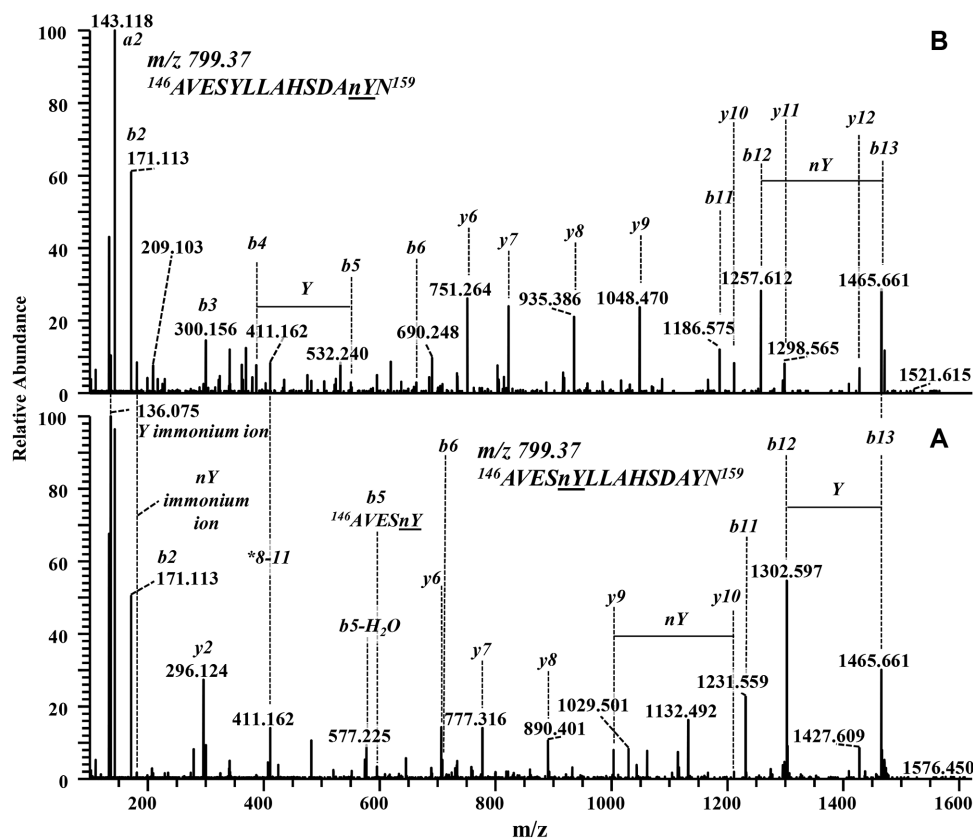 143.118
a2
B
m/z 799.37
146AVESYLLAHSDAnYN159
y10
y11
y12
b2
171.113
b12
b13
nY
b11
209.103
b4
b5
b6
y6
y7
y8
y9
Y
751.264
935.386
1048.470
1257.612
1465.661
b3
300.156
411.162
532.240
690.248
1186.575
1298.565
1521.615
100
80
60
40
20
0
Relative Abundance
136.075
Y immonium ion
A
m/z 799.37
146AVESnYLLAHSDAYN159
b6
b12
b13
nY
immonium
ion
b5
146AVESnY
Y
b2
171.113
*8-11
b11
1302.597
y6
y9
y10
b5-H2O
nY
y2
296.124
y7
y8
1029.501
1231.559
1465.661
411.162
577.225
777.316
890.401
1132.492
1427.609
1576.450
100
80
60
40
20
0
200
400
600
800
1000
1200
1400
1600
m/z